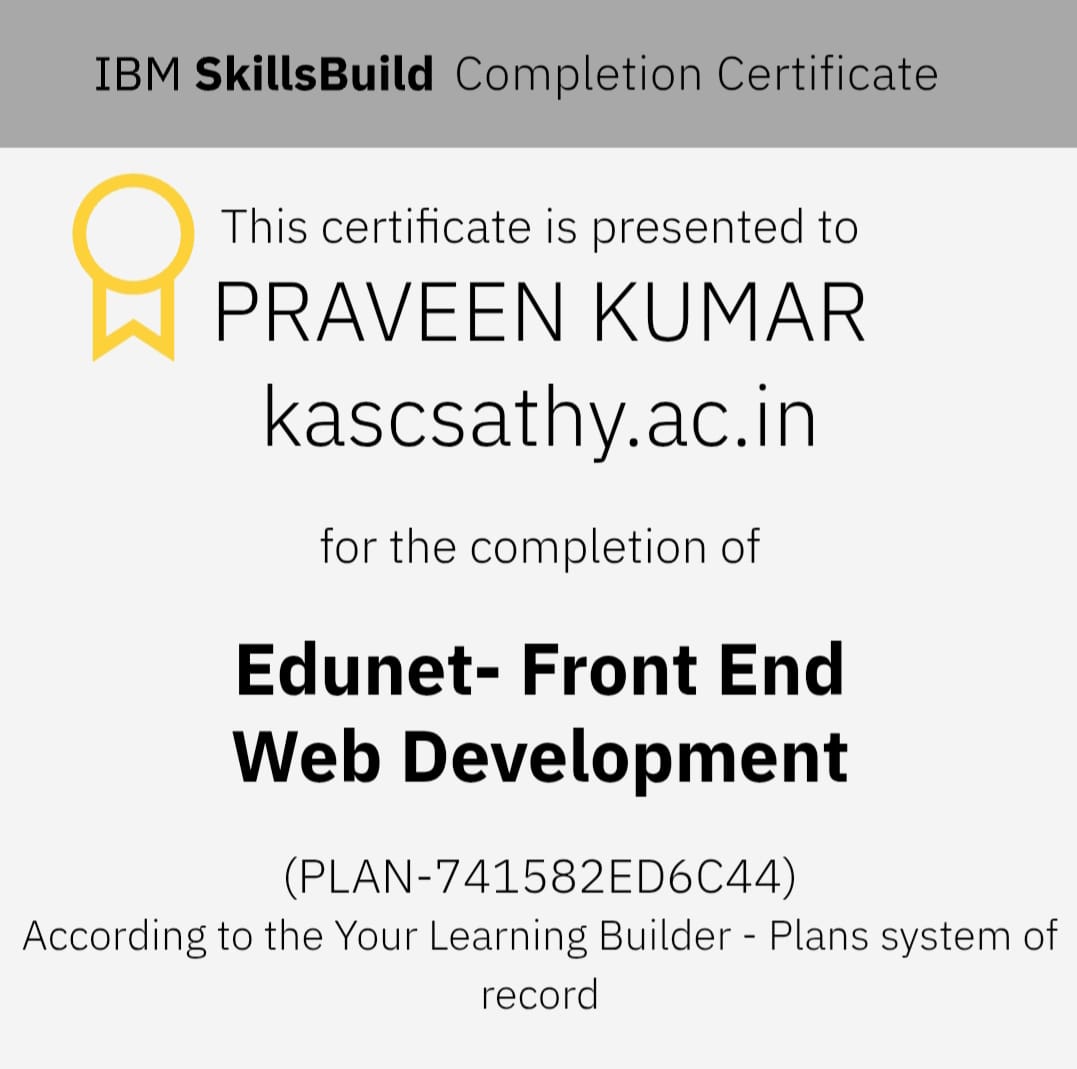 IBM SkillsBuild Completion Certificate
This certificate is presented to
PRAVEEN KUMAR
kascsathy.ac.in
for the completion of
Edunet- Front End
Web Development
(PLAN-741582ED6C44)
According to the Your Learning Builder - Plans system of
record